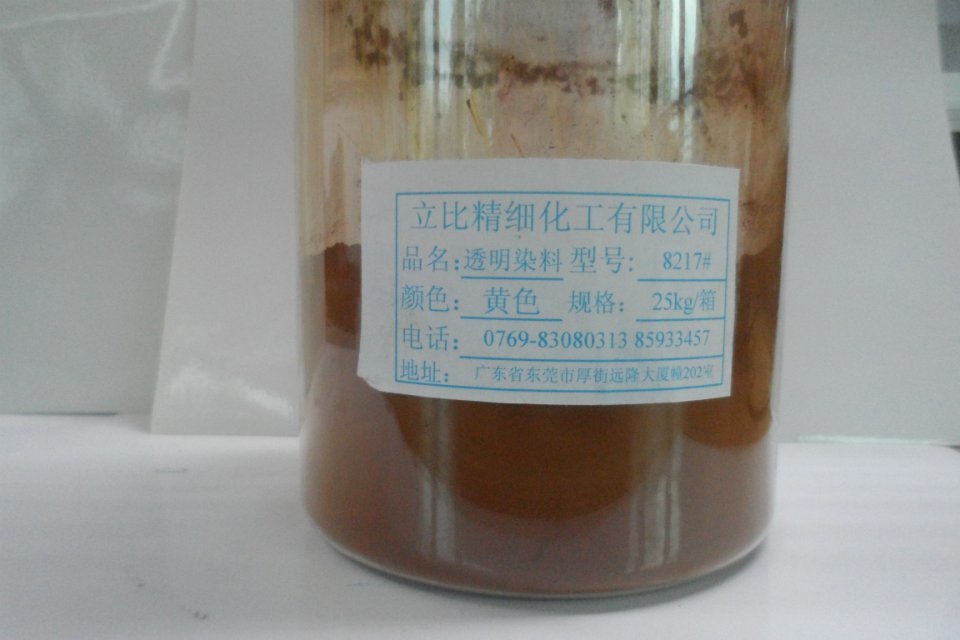 立比精细化工有限公司
品名:透明染料 型号: 8217#
颜色: 黄色 规格: 25kg/箱
电话: 0769-83080313 85933457
地址: 广东省东莞市厚街远隆大厦幢202室